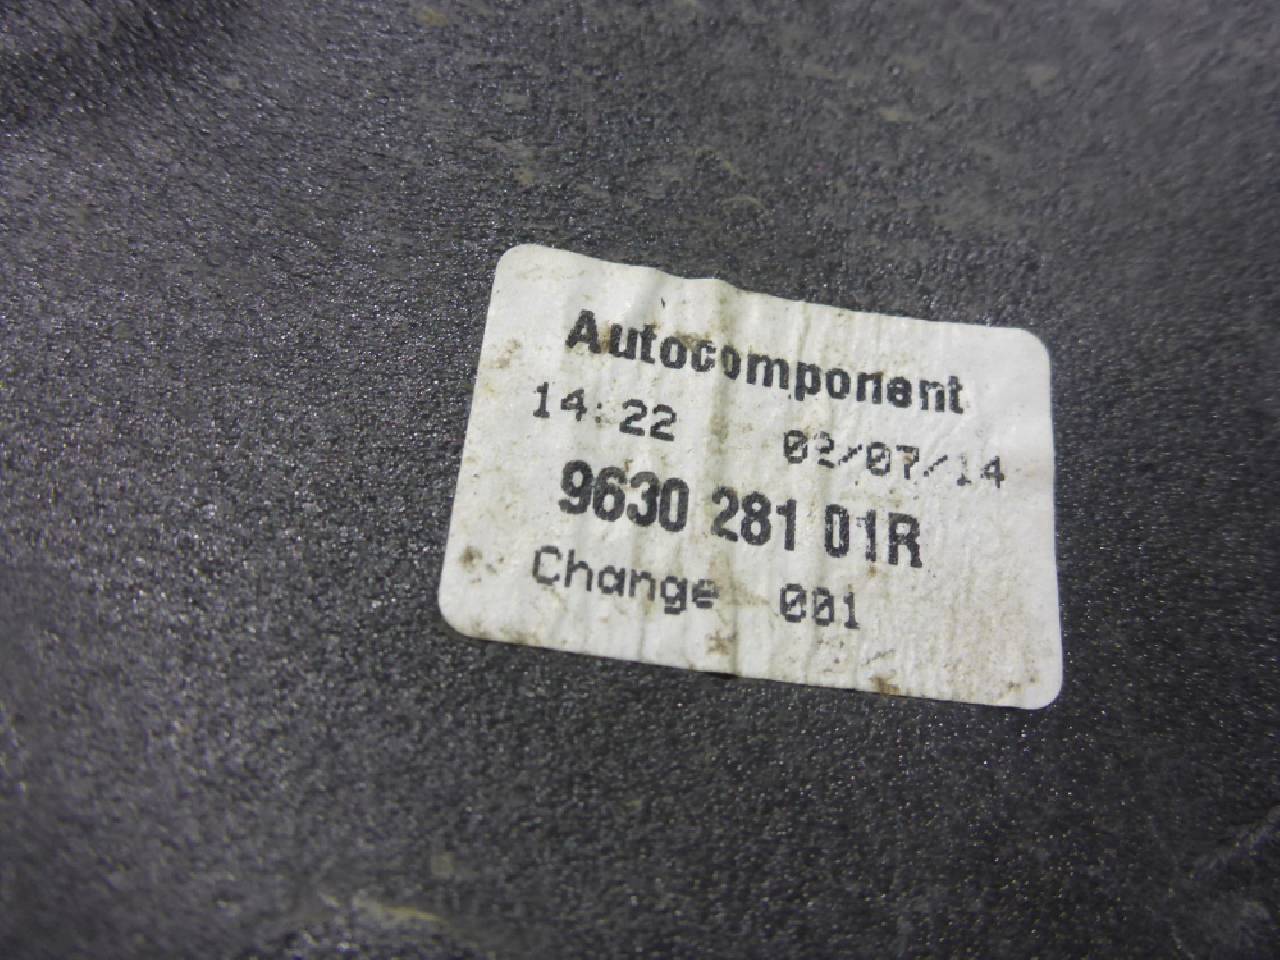 Autocomponent
14:22 02/07/14
9630 281 01R
Change 001